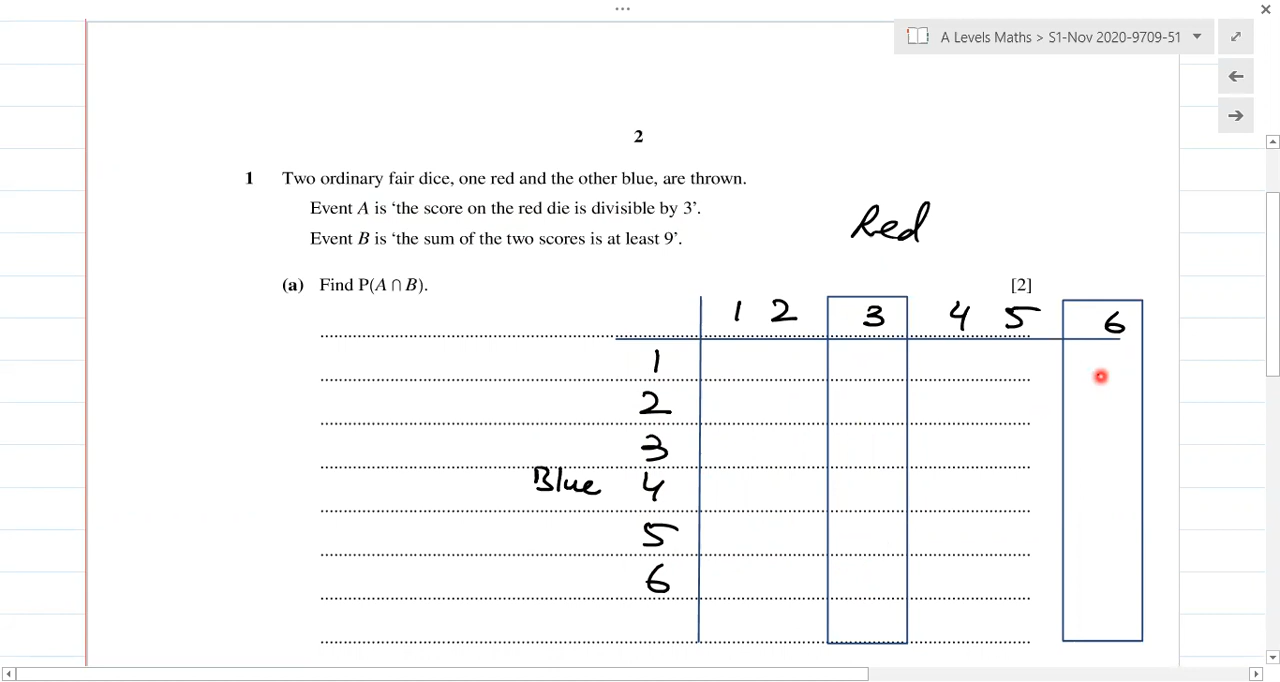 A Levels Maths > S1-Nov 2020-9709-51
2
1 Two ordinary fair dice, one red and the other blue, are thrown.
Event A is ‘the score on the red die is divisible by 3’.
Event B is ‘the sum of the two scores is at least 9’.
Red
(a) Find P(A ∩ B). [2]
1 2 3 4 5 6
1
2
3
Blue 4
5
6